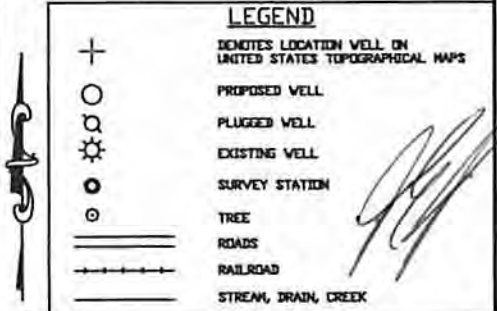 LEGEND
DENOTES LOCATION WELL ON
UNITED STATES TOPOGRAPHICAL MAPS
PROPOSED WELL
PLUGGED WELL
EXISTING WELL
SURVEY STATION
TREE
ROADS
RAILROAD
STREAM, DRAIN, CREEK